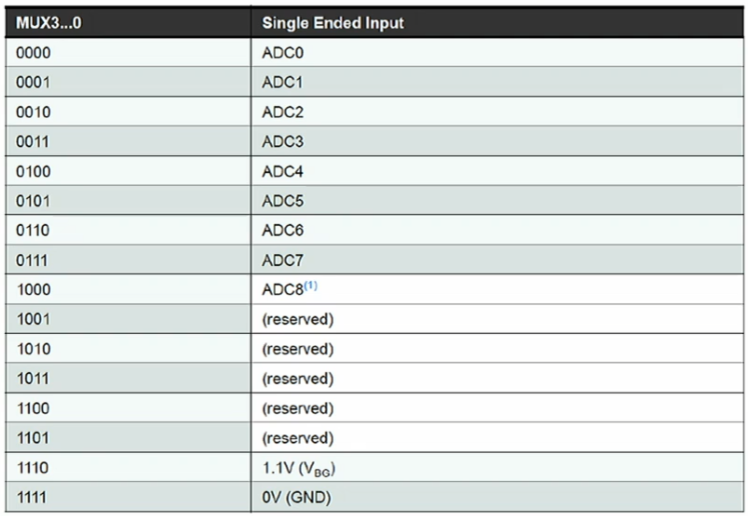 MUX3...0 Single Ended Input
0000 ADC0
0001 ADC1
0010 ADC2
0011 ADC3
0100 ADC4
0101 ADC5
0110 ADC6
0111 ADC7
1000 ADC8(1)
1001 (reserved)
1010 (reserved)
1011 (reserved)
1100 (reserved)
1101 (reserved)
1110 1.1V (VBG)
1111 0V (GND)